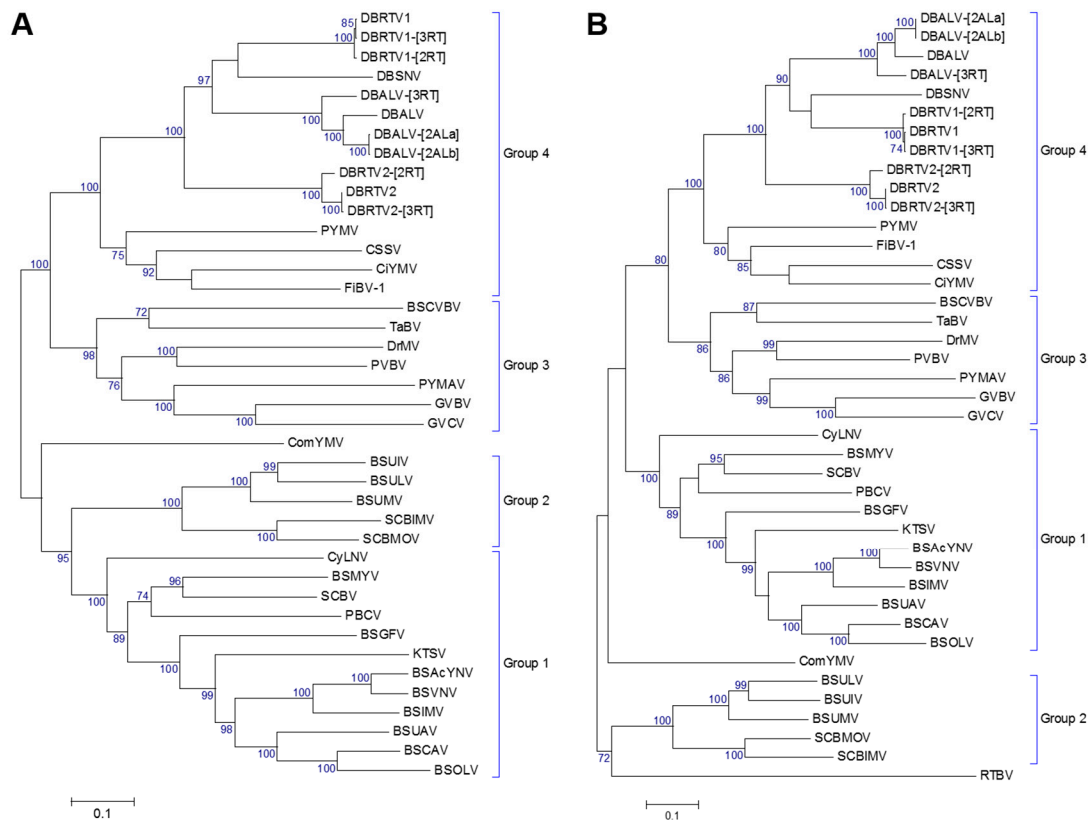 A
85
DBRTV1
100
DBRTV1-[3RT]
DBRTV1-[2RT]
97
DBSNV
DBALV-[3RT]
100
DBALV
DBALV-[2ALa]
100
DBALV-[2ALb]
100
Group 4
DBRTV2-[2RT]
100
DBRTV2
100
DBRTV2-[3RT]
100
PYMV
75
CSSV
92
CiYMV
FiBV-1
100
72
BSCVBV
TaBV
98
100
DrMV
PVBV
Group 3
76
PYMAV
100
GVBV
100
GVCV
ComYMV
99
BSUIV
BSULV
100
BSUMV
100
Group 2
SCBIMV
100
SCBMOV
95
CyLNV
96
BSMYV
SCBV
74
100
PBCV
89
BSGFV
100
KTSV
Group 1
99
BSAcYNV
100
BSVNV
100
BSIMV
98
BSUAV
100
BSCAV
100
BSOLV
0.1
B
100
DBALV-[2ALa]
DBALV-[2ALb]
100
DBALV
DBALV-[3RT]
90
DBSNV
DBRTV1-[2RT]
100
DBRTV1
74
DBRTV1-[3RT]
100
Group 4
DBRTV2-[2RT]
100
DBRTV2
100
DBRTV2-[3RT]
100
PYMV
80
FiBV-1
85
CSSV
CiYMV
80
87
BSCVBV
TaBV
86
99
DrMV
PVBV
Group 3
86
PYMAV
99
GVBV
100
GVCV
CyLNV
100
95
BSMYV
SCBV
PBCV
89
BSGFV
100
KTSV
Group 1
99
100
BSAcYNV
BSVNV
100
BSIMV
BSUAV
100
BSCAV
100
BSOLV
ComYMV
99
BSULV
BSUIV
100
BSUMV
100
Group 2
SCBMOV
100
SCBIMV
72
RTBV
0.1